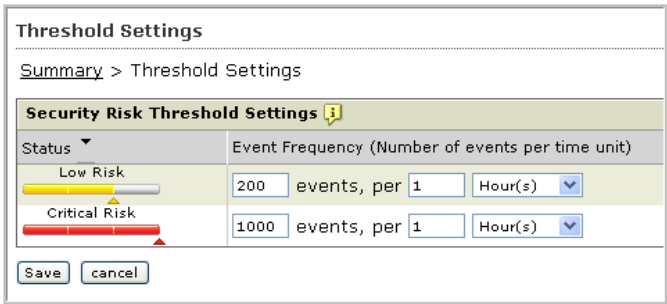 Threshold Settings
Summary > Threshold Settings
Security Risk Threshold Settings
Status Event Frequency (Number of events per time unit)
Low Risk
200 events, per 1 Hour(s)
Critical Risk
1000 events, per 1 Hour(s)
Save cancel